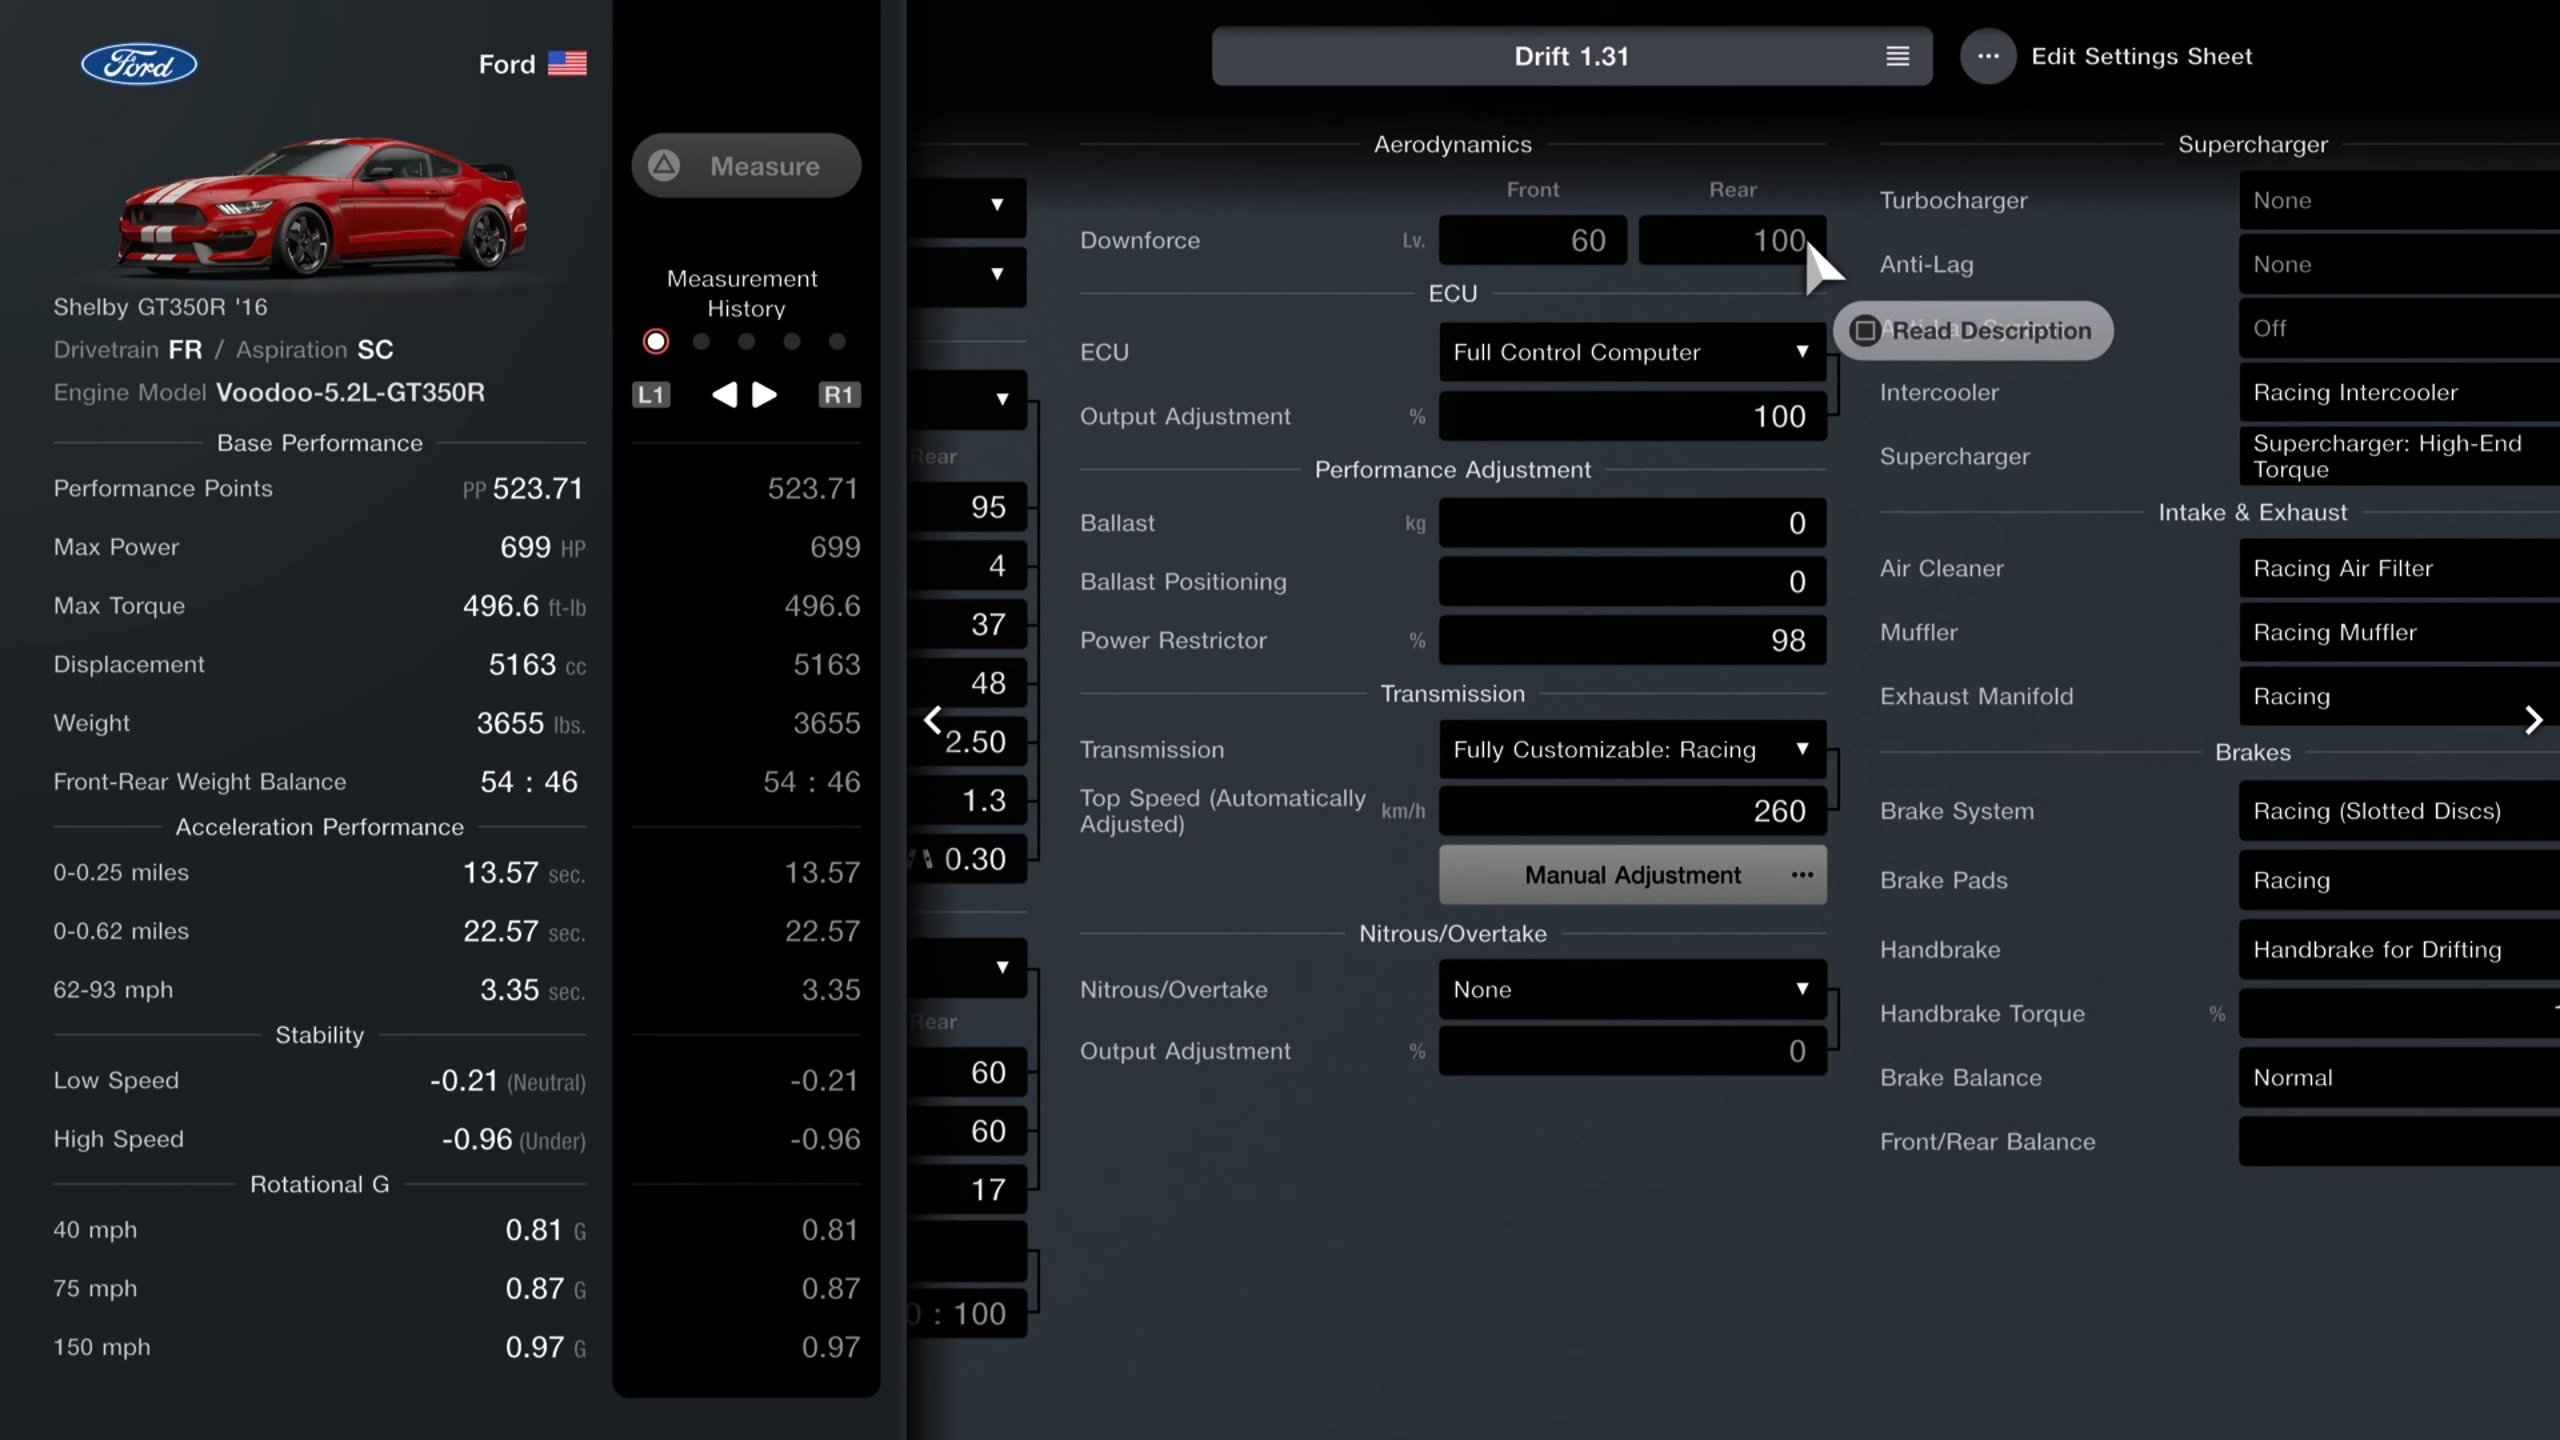 Ford
Ford
Shelby GT350R '16
Drivetrain FR / Aspiration SC
Engine Model Voodoo-5.2L-GT350R
Base Performance
Performance Points PP 523.71
Max Power 699 HP
Max Torque 496.6 ft-lb
Displacement 5163 cc
Weight 3655 lbs.
Front-Rear Weight Balance 54 : 46
Acceleration Performance
0-0.25 miles 13.57 sec.
0-0.62 miles 22.57 sec.
62-93 mph 3.35 sec.
Stability
Low Speed -0.21 (Neutral)
High Speed -0.96 (Under)
Rotational G
40 mph 0.81 G
75 mph 0.87 G
150 mph 0.97 G
Measure
Measurement
History
L1 R1
523.71
699
496.6
5163
3655
54 : 46
13.57
22.57
3.35
-0.21
-0.96
0.81
0.87
0.97
Drift 1.31
Edit Settings Sheet
Rear
95
4
37
48
2.50
1.3
0.30
Rear
60
60
17
: 100
Aerodynamics
Front Rear
Downforce Lv. 60 100
ECU
ECU Full Control Computer
Output Adjustment % 100
Performance Adjustment
Ballast kg 0
Ballast Positioning 0
Power Restrictor % 98
Transmission
Transmission Fully Customizable: Racing
Top Speed (Automatically
Adjusted) km/h 260
Manual Adjustment
Nitrous/Overtake
Nitrous/Overtake None
Output Adjustment % 0
Supercharger
Turbocharger None
Anti-Lag None
Read Description
Off
Intercooler Racing Intercooler
Supercharger Supercharger: High-End
Torque
Intake & Exhaust
Air Cleaner Racing Air Filter
Muffler Racing Muffler
Exhaust Manifold Racing
Brakes
Brake System Racing (Slotted Discs)
Brake Pads Racing
Handbrake Handbrake for Drifting
Handbrake Torque %
Brake Balance Normal
Front/Rear Balance